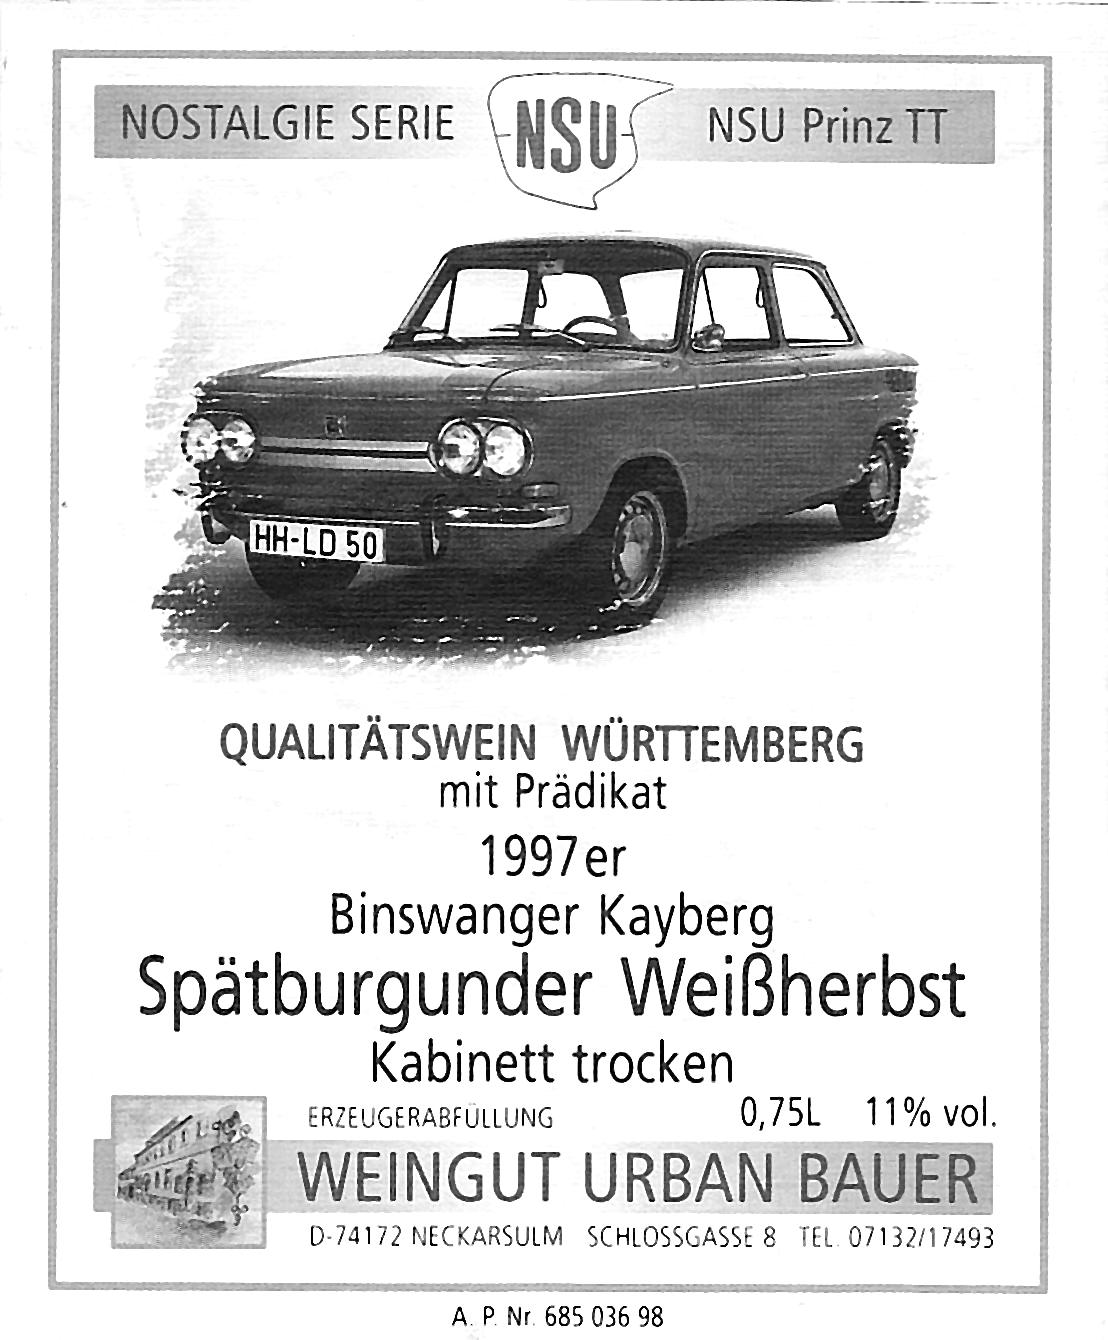 NOSTALGIE SERIE NSU NSU Prinz TT
HH-LD 50
QUALITÄTSWEIN WÜRTTEMBERG
mit Prädikat
1997er
Binswanger Kayberg
Spätburgunder Weißherbst
Kabinett trocken
ERZEUGERABFÜLLUNG 0,75L 11% vol.
WEINGUT URBAN BAUER
D-74172 NECKARSULM SCHLOSSGASSE 8 TEL. 07132/17493
A. P. Nr. 685 036 98